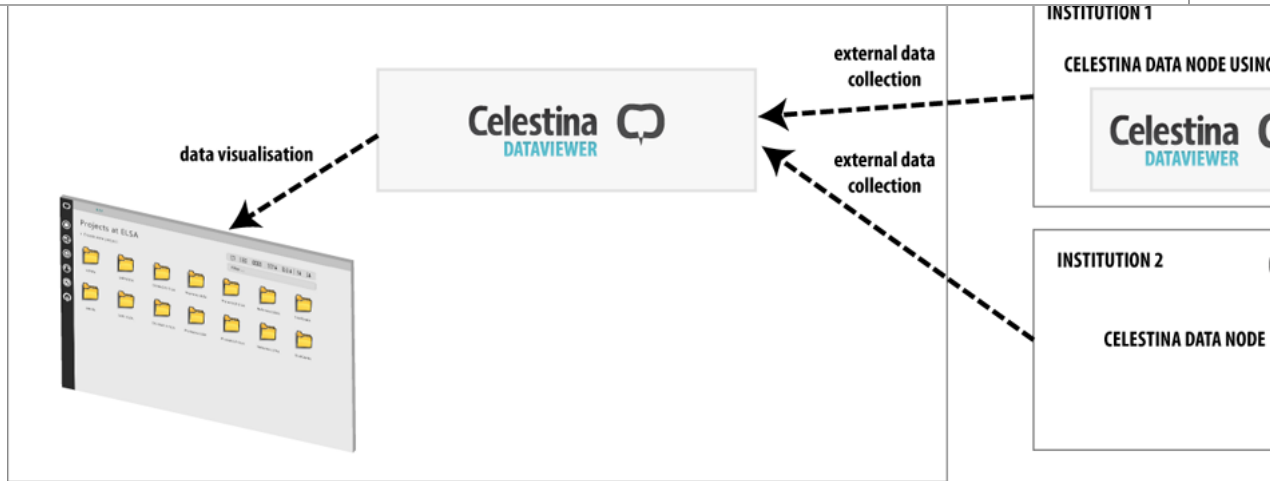 INSTITUTION 1
external data
collection
CELESTINA DATA NODE USING
Celestina
DATAVIEWER
Celestina
DATAVIEWER
data visualisation
external data
collection
Projects at ELSA
INSTITUTION 2
CELESTINA DATA NODE